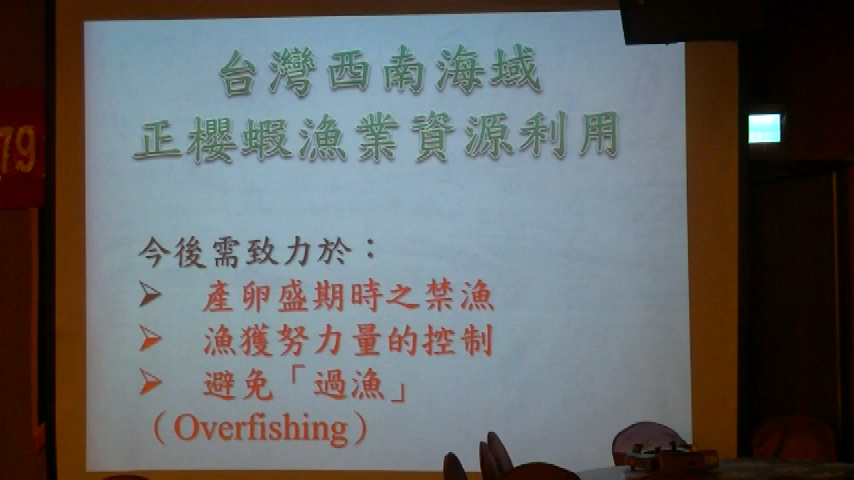 台灣西南海域
正櫻蝦漁業資源利用
79
今後需致力於：
➢ 產卵盛期時之禁漁
➢ 漁獲努力量的控制
➢ 避免「過漁」
（Overfishing）